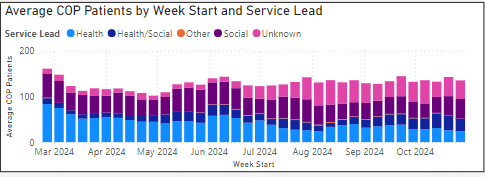 Average COP Patients by Week Start and Service Lead
Service Lead Health Health/Social Other Social Unknown
200
100
0
Average COP Patients
Mar 2024 Apr 2024 May 2024 Jun 2024 Jul 2024 Aug 2024 Sep 2024 Oct 2024
Week Start